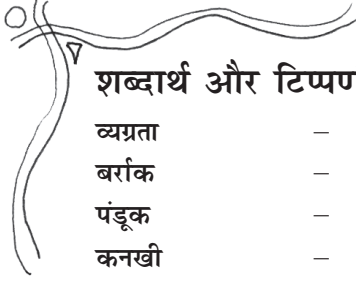 शब्दार्थ और टिप्पण
व्यग्रता –
बर्राक –
पंडूक –
कनखी –